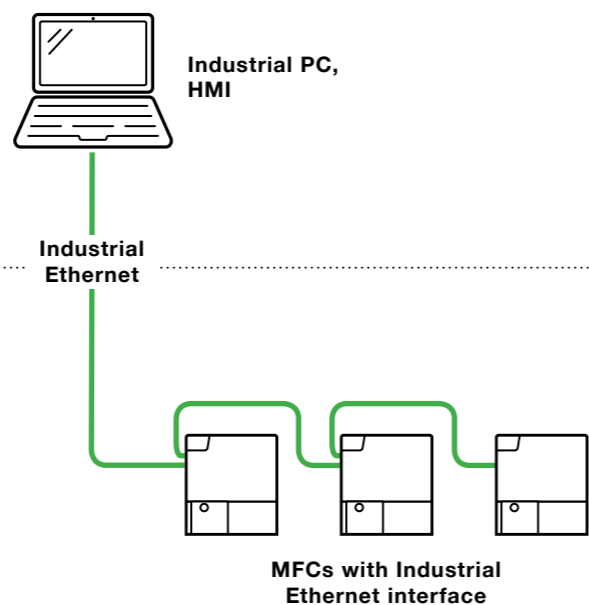 Industrial PC,
HMI
Industrial
Ethernet
MFCs with Industrial
Ethernet interface